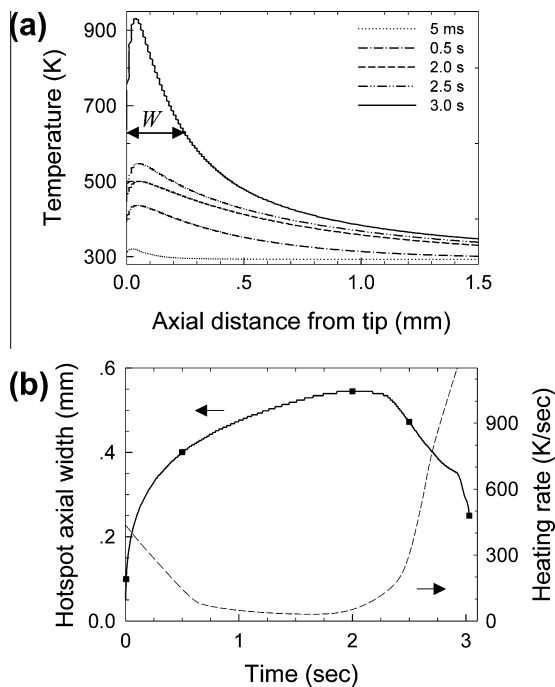 (a)
900
700
500
300
Temperature (K)
W
5 ms
0.5 s
2.0 s
2.5 s
3.0 s
0.0
.5
1.0
1.5
Axial distance from tip (mm)
(b)
.6
.4
.2
0.0
Hotspot axial width (mm)
900
600
300
0
Heating rate (K/sec)
0
1
2
3
Time (sec)